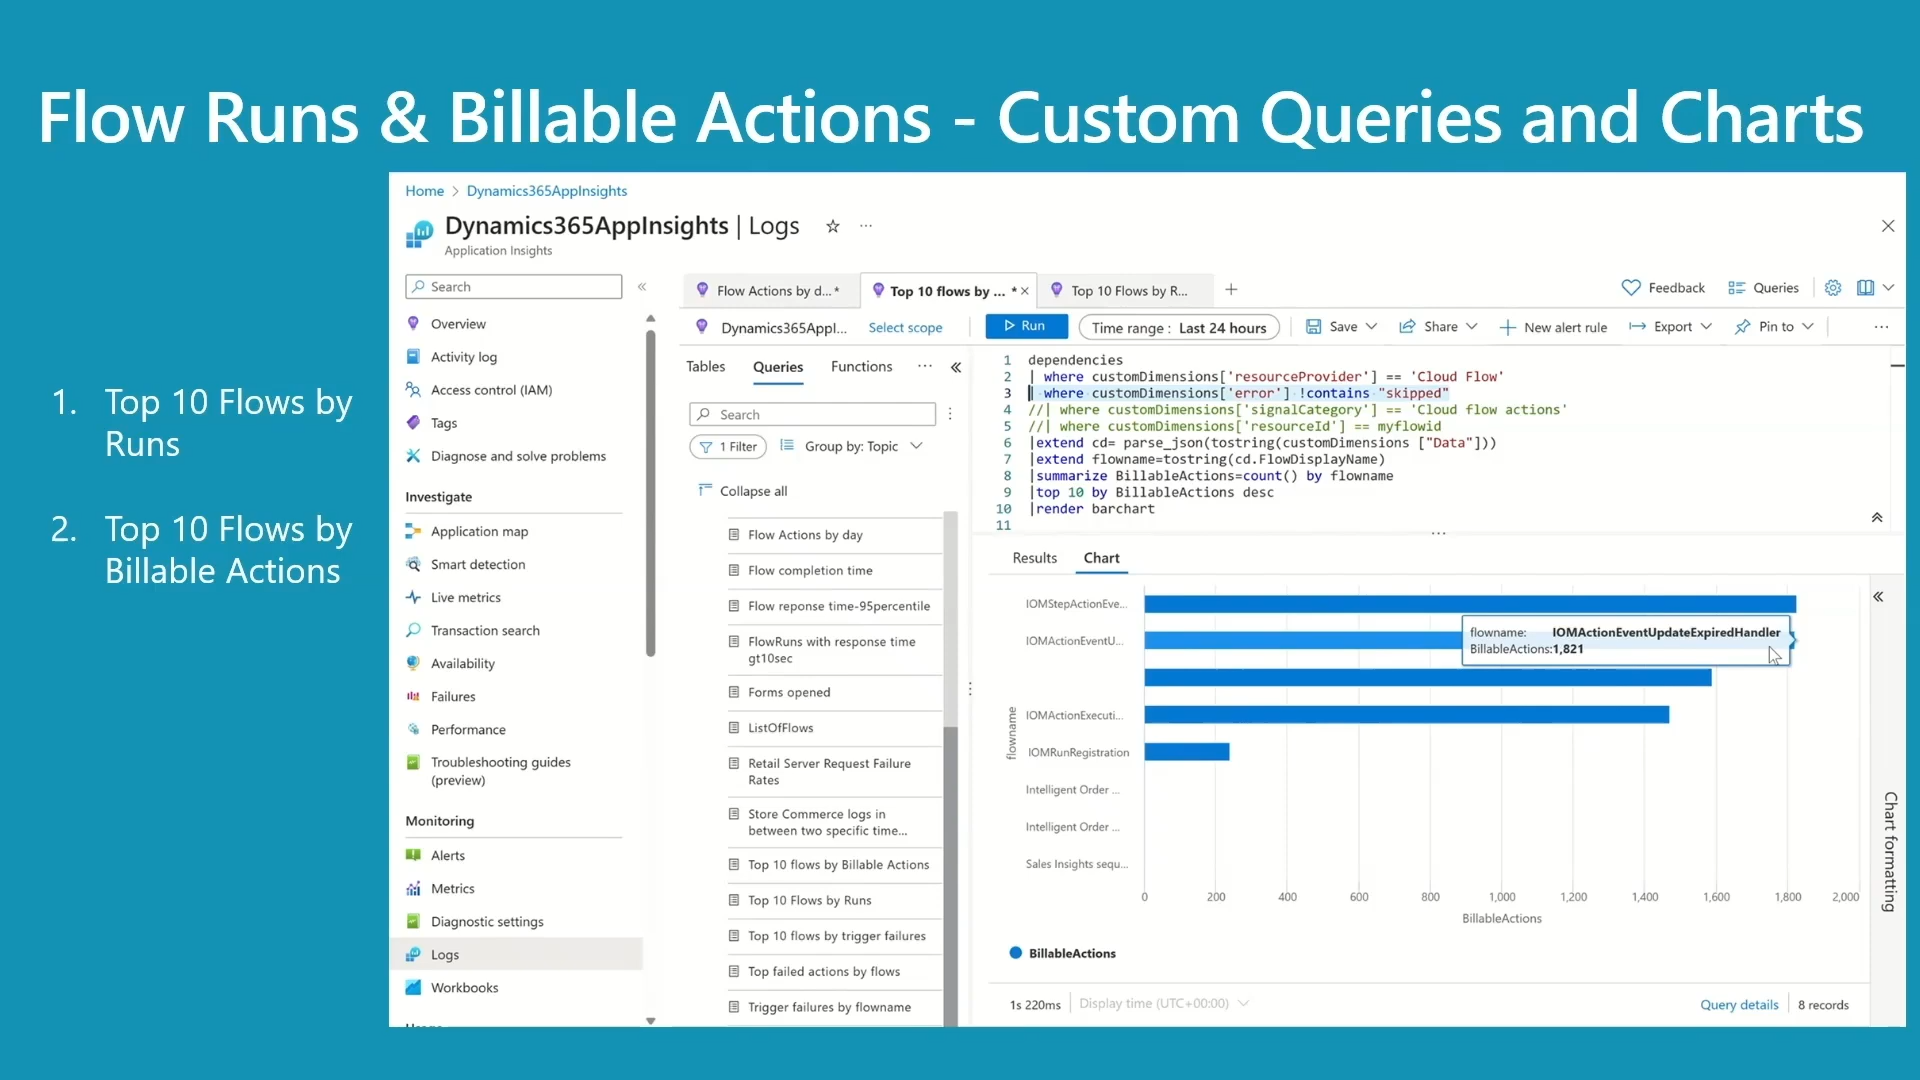 Flow Runs & Billable Actions - Custom Queries and Charts
1. Top 10 Flows by
Runs
2. Top 10 Flows by
Billable Actions
Home > Dynamics365AppInsights
Dynamics365AppInsights | Logs
Application Insights
Search
Overview
Activity log
Access control (IAM)
Tags
Diagnose and solve problems
Investigate
Application map
Smart detection
Live metrics
Transaction search
Availability
Failures
Performance
Troubleshooting guides
(preview)
Monitoring
Alerts
Metrics
Diagnostic settings
Logs
Workbooks
Flow Actions by d... *
Top 10 flows by ... *
Top 10 Flows by R...
Feedback
Queries
Dynamics365Appl...
Select scope
Run
Time range : Last 24 hours
Save
Share
New alert rule
Export
Pin to
Tables
Queries
Functions
Search
1 Filter
Group by: Topic
Collapse all
Flow Actions by day
Flow completion time
Flow reponse time-95percentile
FlowRuns with response time
gt10sec
Forms opened
ListOfFlows
Retail Server Request Failure
Rates
Store Commerce logs in
between two specific time...
Top 10 flows by Billable Actions
Top 10 Flows by Runs
Top 10 flows by trigger failures
Top failed actions by flows
Trigger failures by flowname
1 dependencies
2 | where customDimensions['resourceProvider'] == 'Cloud Flow'
3 | where customDimensions['error'] !contains "skipped"
4 //| where customDimensions['signalCategory'] == 'Cloud flow actions'
5 //| where customDimensions['resourceId'] == myflowid
6 |extend cd= parse_json(tostring(customDimensions ["Data"]))
7 |extend flowname=tostring(cd.FlowDisplayName)
8 |summarize BillableActions=count() by flowname
9 |top 10 by BillableActions desc
10 |render barchart
11
Results
Chart
IOMStepActionEve...
IOMActionEventU...
flowname: IOMActionEventUpdateExpiredHandler
BillableActions:1,821
IOMActionExecuti...
IOMRunRegistration
Intelligent Order ...
Intelligent Order ...
Sales Insights sequ...
flowname
0 200 400 600 800 1,000 1,200 1,400 1,600 1,800 2,000
BillableActions
BillableActions
Chart formatting
1s 220ms
Display time (UTC+00:00)
Query details
8 records